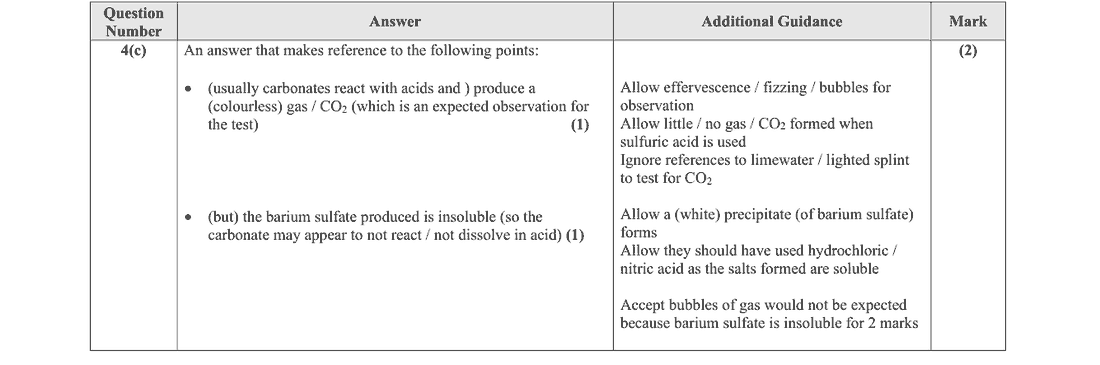 Question Number
Answer
Additional Guidance
Mark
4(c)
An answer that makes reference to the following points:
(2)
• (usually carbonates react with acids and ) produce a
(colourless) gas / CO₂ (which is an expected observation for
the test) (1)
Allow effervescence / fizzing / bubbles for
observation
Allow little / no gas / CO₂ formed when
sulfuric acid is used
Ignore references to limewater / lighted splint
to test for CO₂
• (but) the barium sulfate produced is insoluble (so the
carbonate may appear to not react / not dissolve in acid) (1)
Allow a (white) precipitate (of barium sulfate)
forms
Allow they should have used hydrochloric /
nitric acid as the salts formed are soluble
Accept bubbles of gas would not be expected
because barium sulfate is insoluble for 2 marks